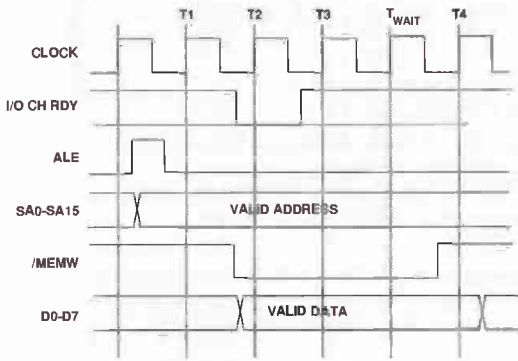 T1 T2 T3 TWAIT T4
CLOCK
I/O CH RDY
ALE
SA0-SA15 VALID ADDRESS
/MEMW
D0-D7 VALID DATA